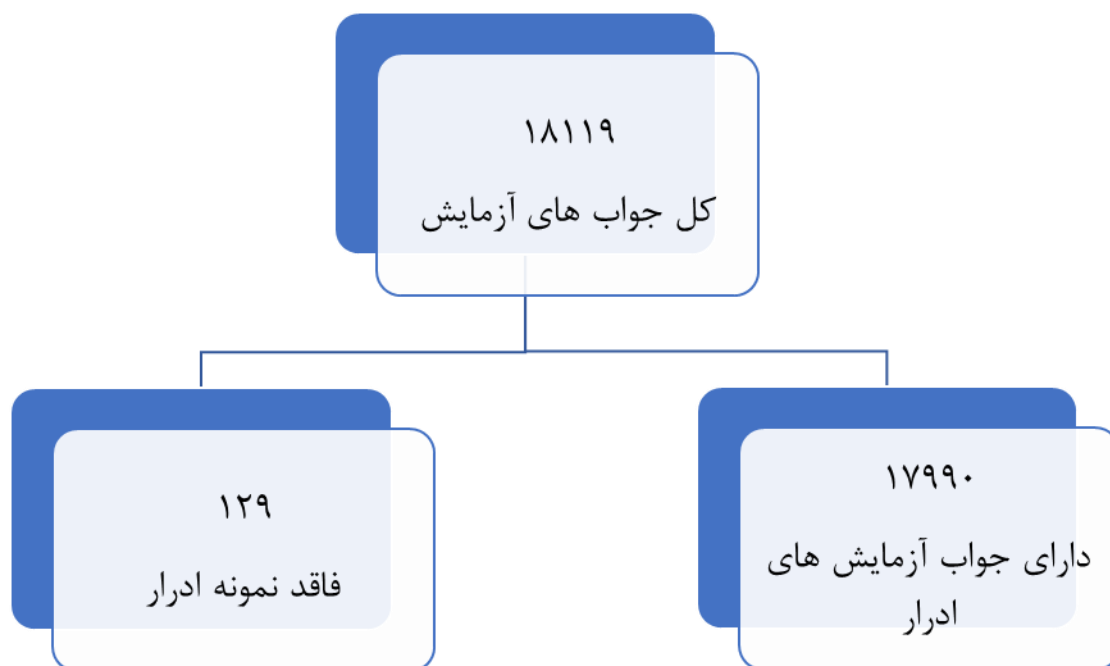 ۱۸۱۱۹
کل جواب های آزمایش
۱۷۹۹۰
دارای جواب آزمایش های
ادرار
۱۲۹
فاقد نمونه ادرار